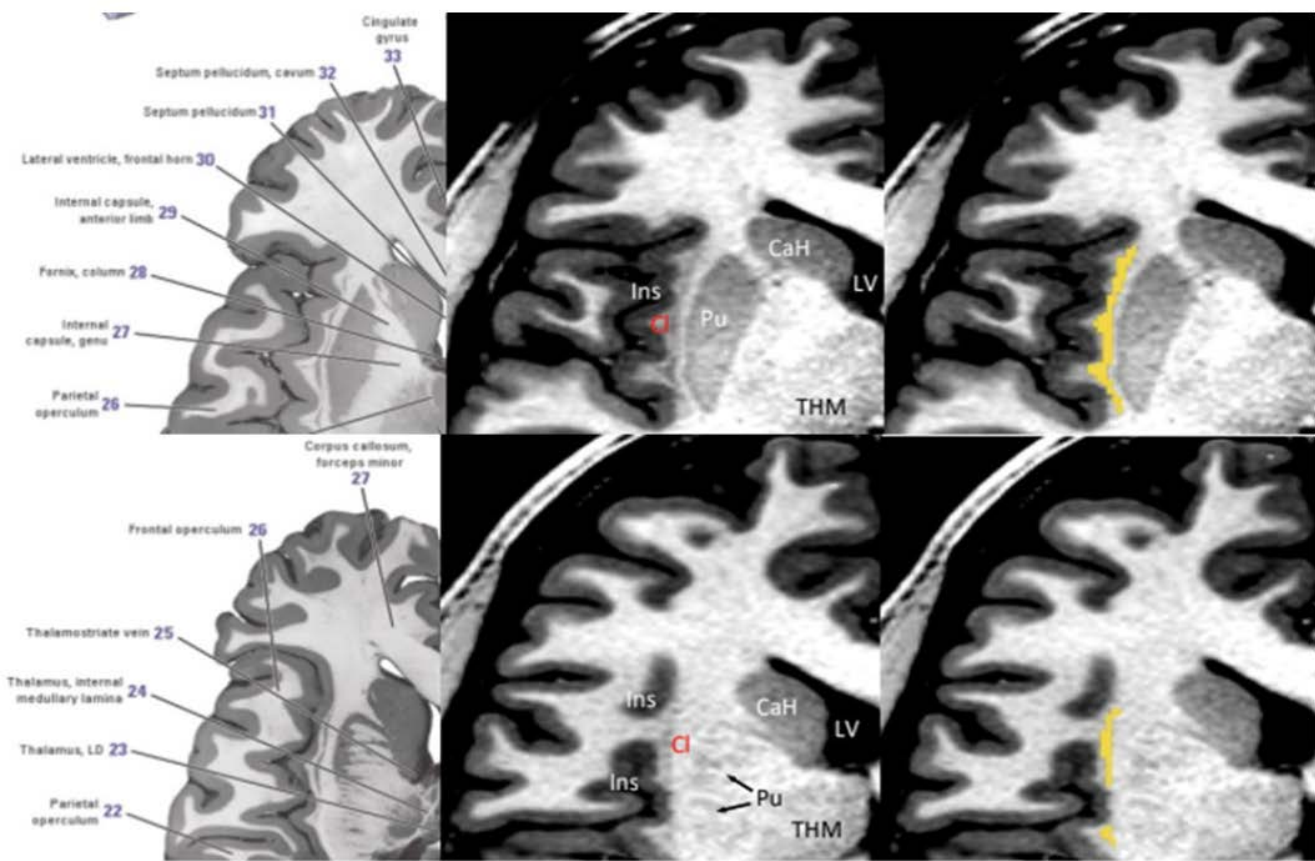 Cingulate
gyrus
33
Septum pellucidum, cavum 32
Septum pellucidum 31
Lateral ventricle, frontal horn 30
Internal capsule,
anterior limb 29
Fornix, column 28
Internal
capsule, genu 27
Parietal
operculum 26
CaH
LV
Ins
Cl
Pu
THM
Corpus callosum,
forceps minor
27
Frontal operculum 26
Thalamostriate vein 25
Thalamus, internal
medullary lamina 24
Thalamus, LD 23
Parietal
operculum 22
Ins
CaH
LV
Cl
Ins
Pu
THM